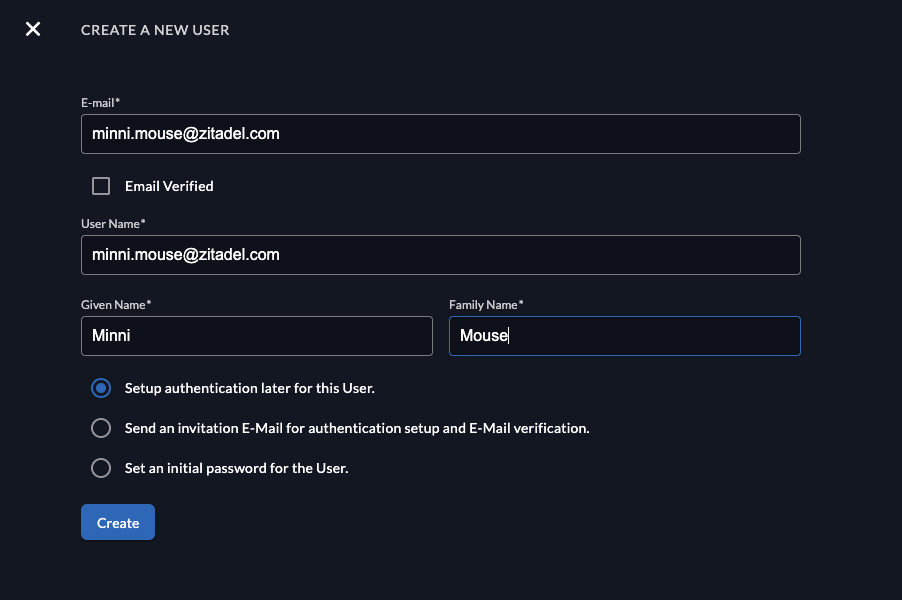 CREATE A NEW USER
E-mail*
minni.mouse@zitadel.com
Email Verified
User Name*
minni.mouse@zitadel.com
Given Name* Family Name*
Minni Mouse
Setup authentication later for this User.
Send an invitation E-Mail for authentication setup and E-Mail verification.
Set an initial password for the User.
Create